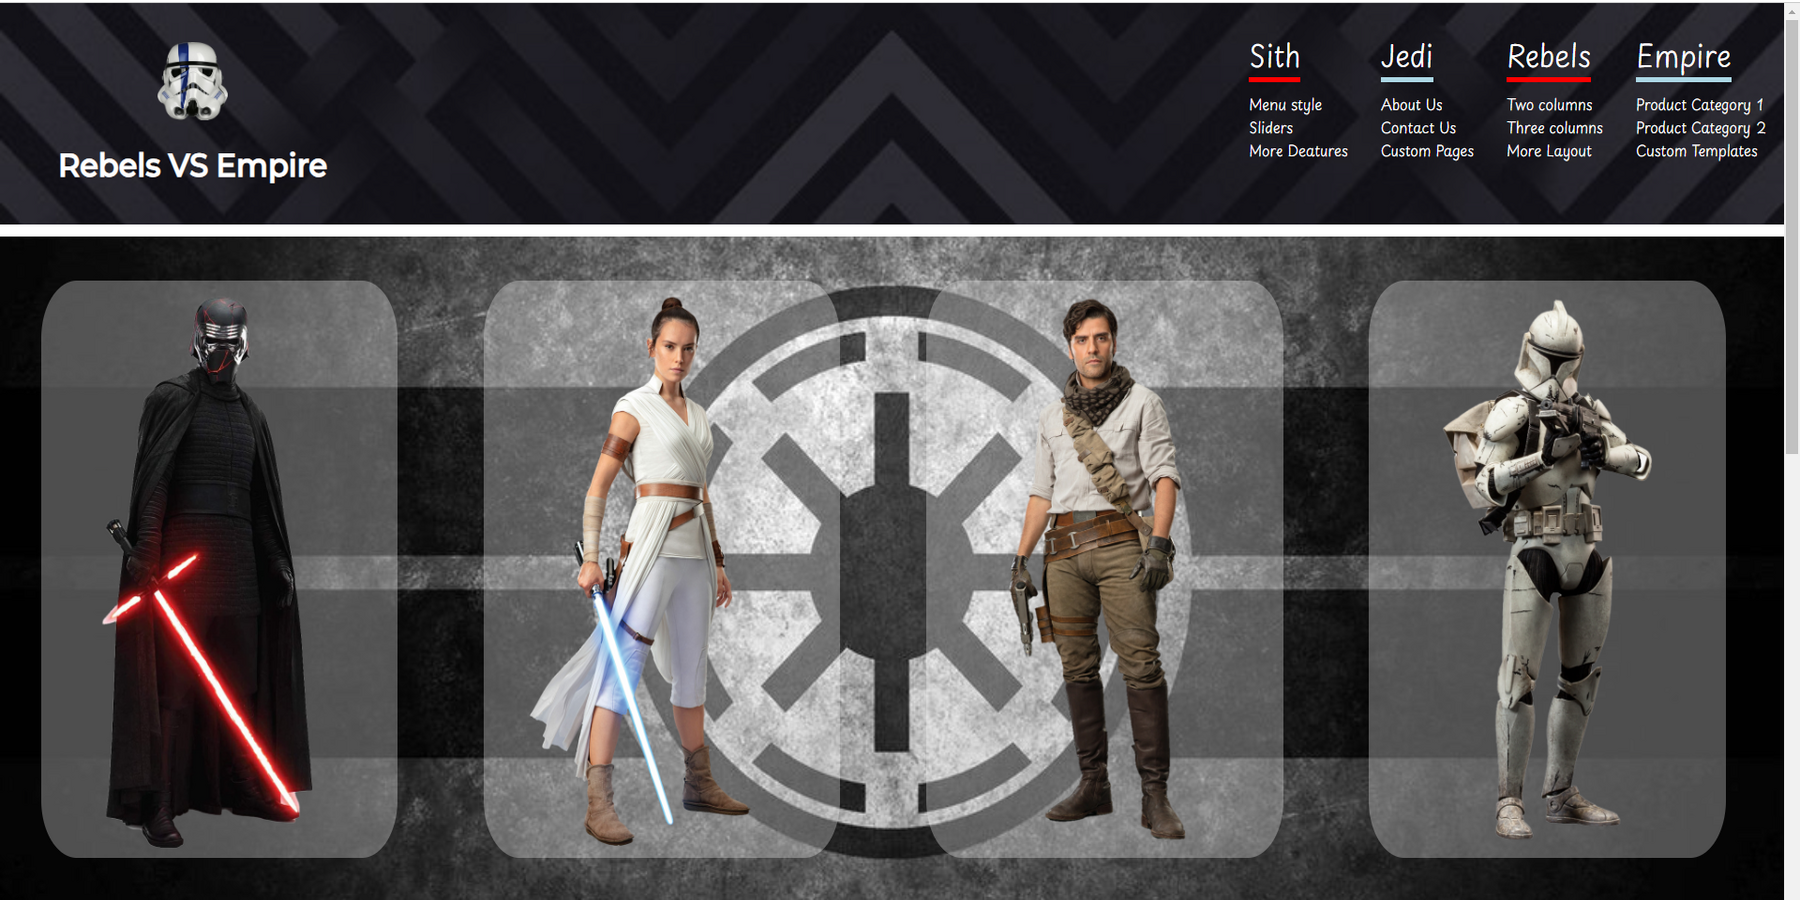 Rebels VS Empire
Sith
Menu style
Sliders
More Deatures
Jedi
About Us
Contact Us
Custom Pages
Rebels
Two columns
Three columns
More Layout
Empire
Product Category 1
Product Category 2
Custom Templates